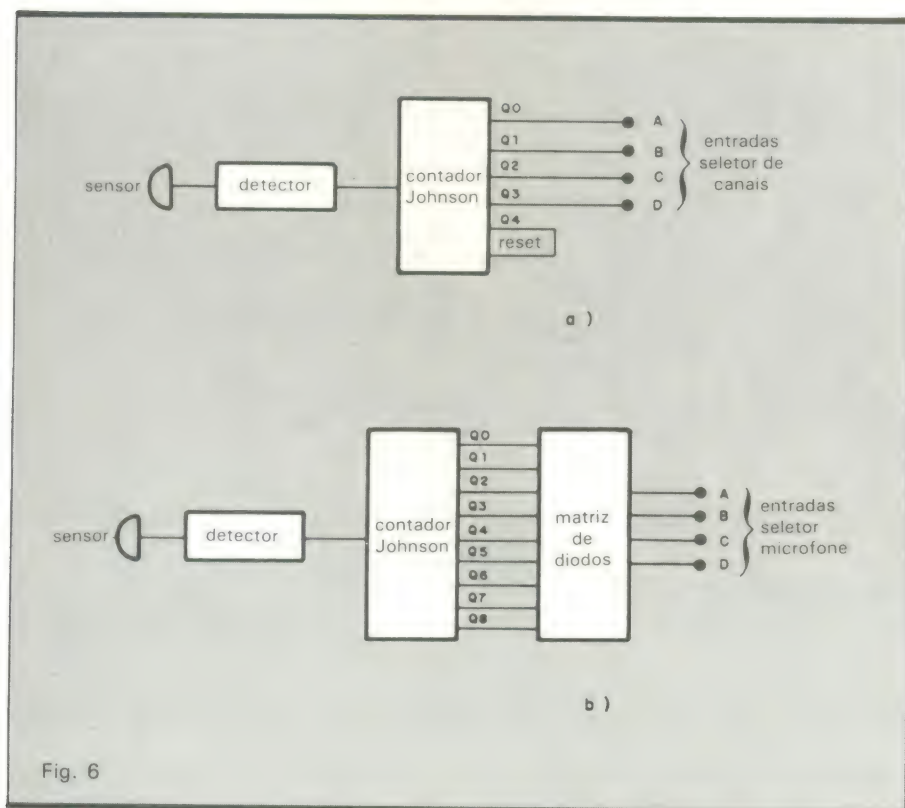 Q0
A
Q1
B
entradas
sensor
detector
contador
Johnson
Q2
C
seletor de
canais
Q3
D
Q4
reset
a )
Q0
Q1
Q2
A
Q3
B
entradas
sensor
detector
contador
Johnson
Q4
matriz
de
diodos
C
seletor
microfone
Q5
D
Q6
Q7
Q8
b )
Fig. 6